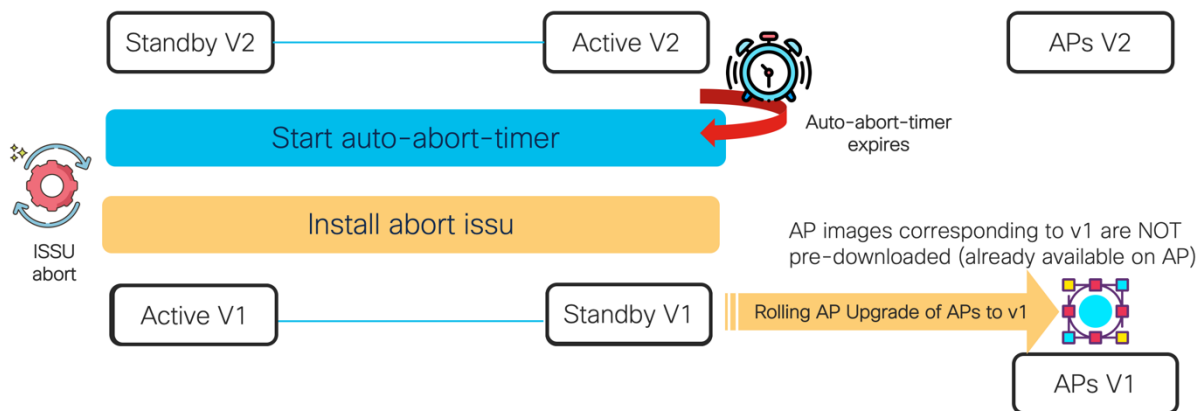 Standby V2
Active V2
APs V2
Start auto-abort-timer
Auto-abort-timer
expires
ISSU
abort
Install abort issu
AP images corresponding to v1 are NOT
pre-downloaded (already available on AP)
Active V1
Standby V1
Rolling AP Upgrade of APs to v1
APs V1